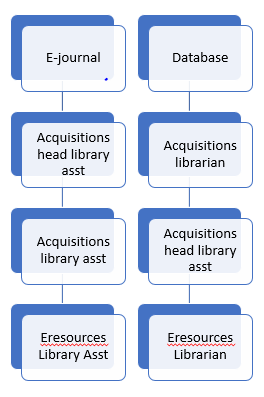 E-journal
Acquisitions
head library
asst
Acquisitions
library asst
Eresources
Library Asst
Database
Acquisitions
librarian
Acquisitions
head library
asst
Eresources
Librarian